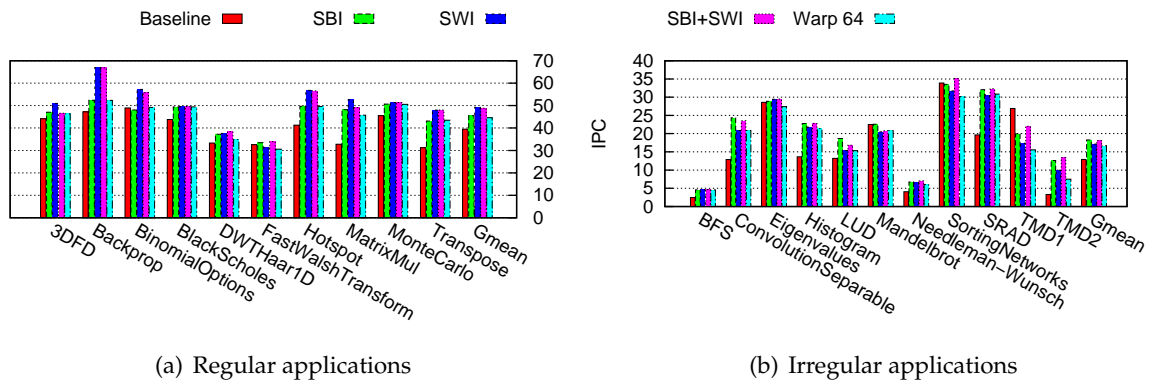 Baseline SBI SWI SBI+SWI Warp 64
70
60
50
40
30
20
10
0
3DFD
Backprop
BinomialOptions
BlackScholes
DWTHaar1D
FastWalshTransform
Hotspot
MatrixMul
MonteCarlo
Transpose
Gmean
IPC
40
35
30
25
20
15
10
5
0
BFS
ConvolutionSeparable
Eigenvalues
Histogram
LUD
Mandelbrot
Needleman−Wunsch
SortingNetworks
SRAD
TMD1
TMD2
Gmean
(a) Regular applications
(b) Irregular applications